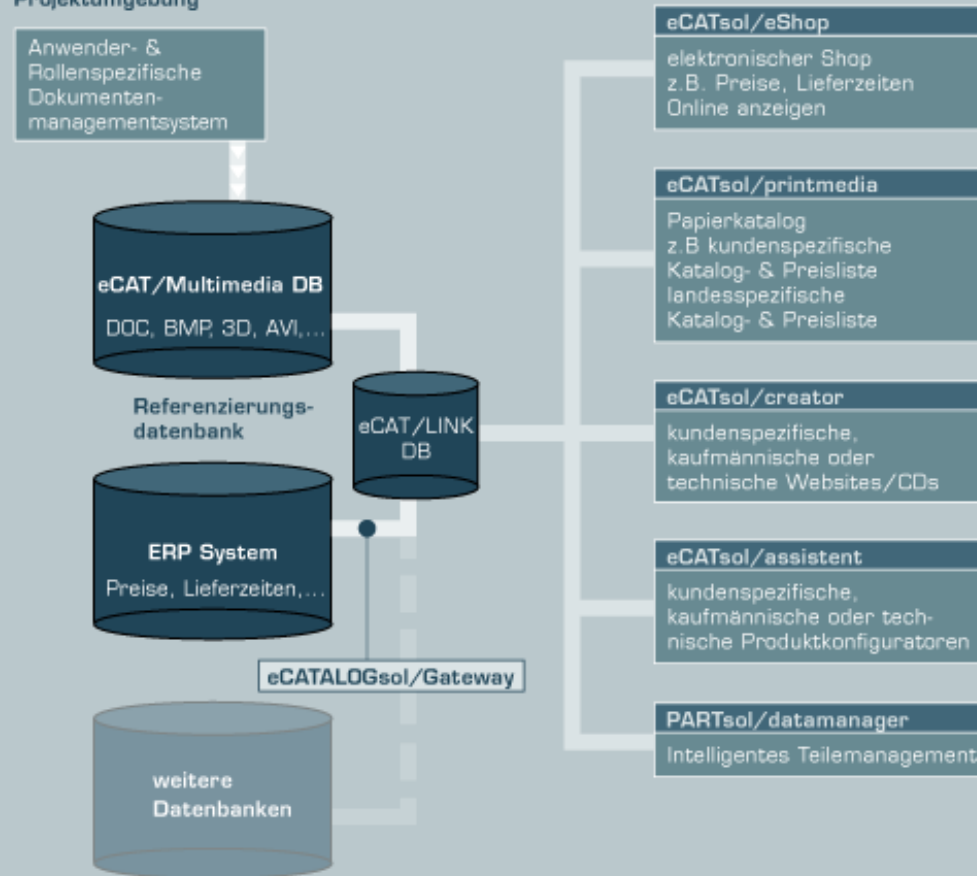 Projektumgebung
Anwender- &
Rollenspezifische
Dokumenten-
managementsystem
eCAT/Multimedia DB
DOC, BMP, 3D, AVI,...
Referenzierungs-
datenbank
eCAT/LINK
DB
ERP System
Preise, Lieferzeiten,...
eCATALOGsol/Gateway
weitere
Datenbanken
eCATsol/eShop
elektronischer Shop
z.B. Preise, Lieferzeiten
Online anzeigen
eCATsol/printmedia
Papierkatalog
z.B kundenspezifische
Katalog- & Preisliste
landesspezifische
Katalog- & Preisliste
eCATsol/creator
kundenspezifische,
kaufmännische oder
technische Websites/CDs
eCATsol/assistent
kundenspezifische,
kaufmännische oder tech-
nische Produktkonfiguratoren
PARTsol/datamanager
Intelligentes Teilemanagement